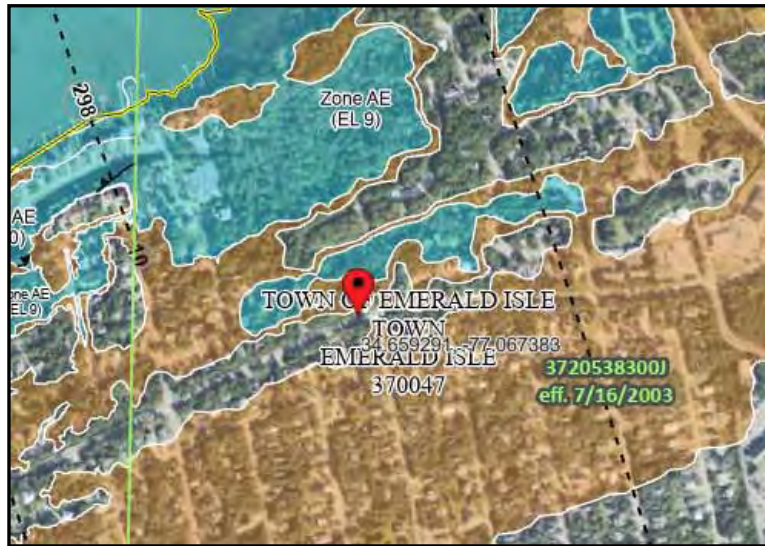 298
Zone AE
(EL 9)
AE
0)
10
one AE
EL 9)
TOWN OF EMERALD ISLE
TOWN
34.659291, -77.067383
EMERALD ISLE
370047
3720538300J
eff. 7/16/2003